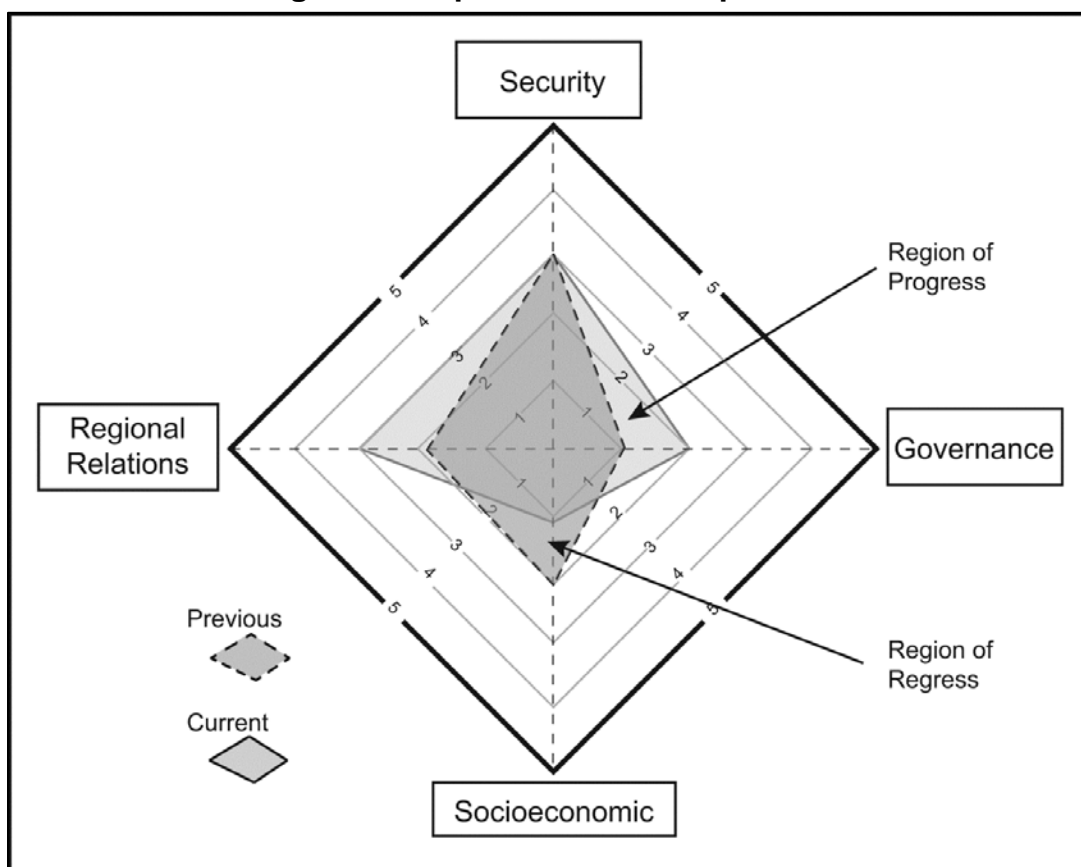 Security
Region of
Progress
5 5
4 4
3 3
2 2
1 1
Regional
Relations
Governance
1 1
2 2
3 3
4 4
5 5
Previous
Region of
Regress
Current
Socioeconomic